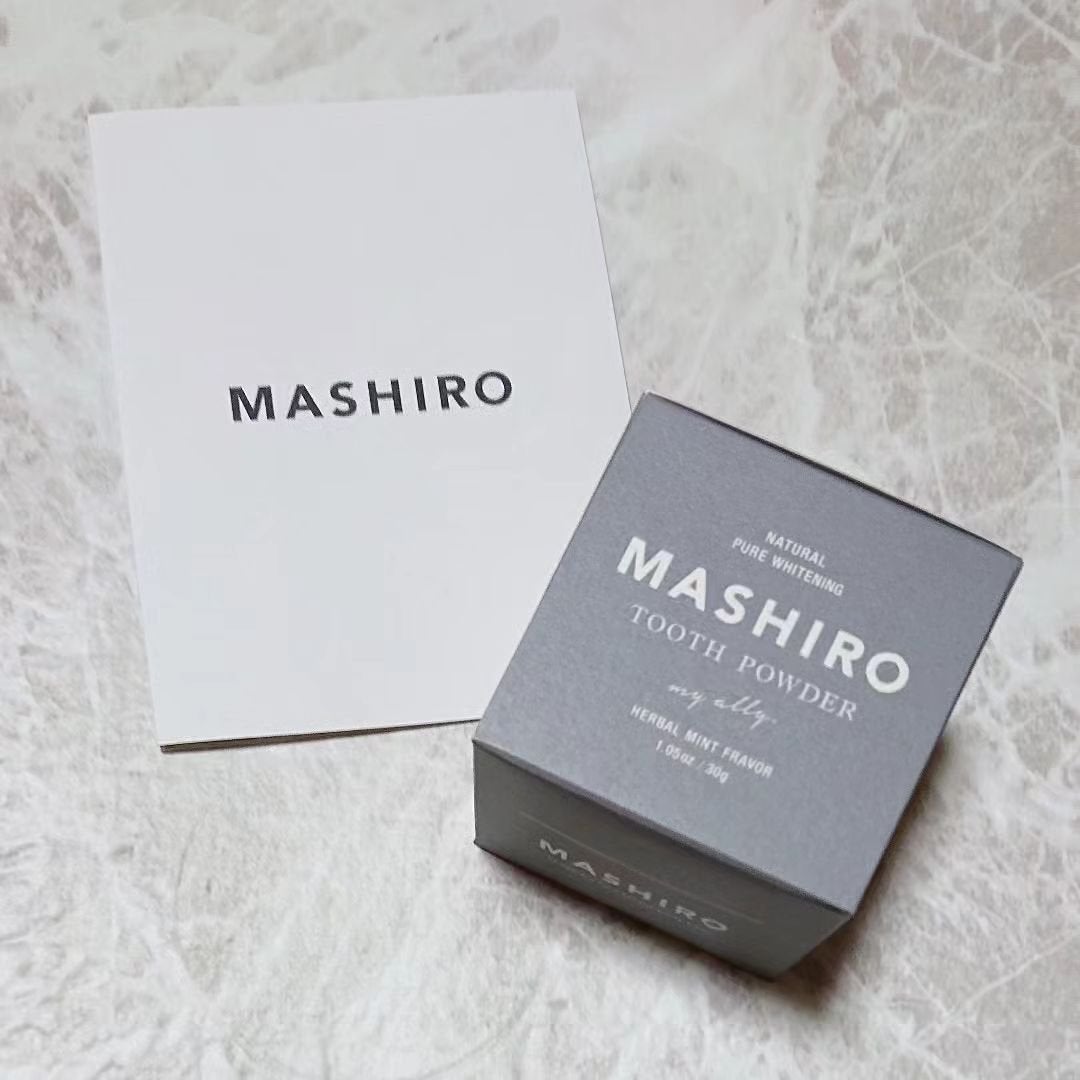 MASHIRO
NATURAL
PURE WHITENING
MASHIRO
TOOTH POWDER
my ally.
HERBAL MINT FRAVOR
1.05oz / 30g
MASHIRO